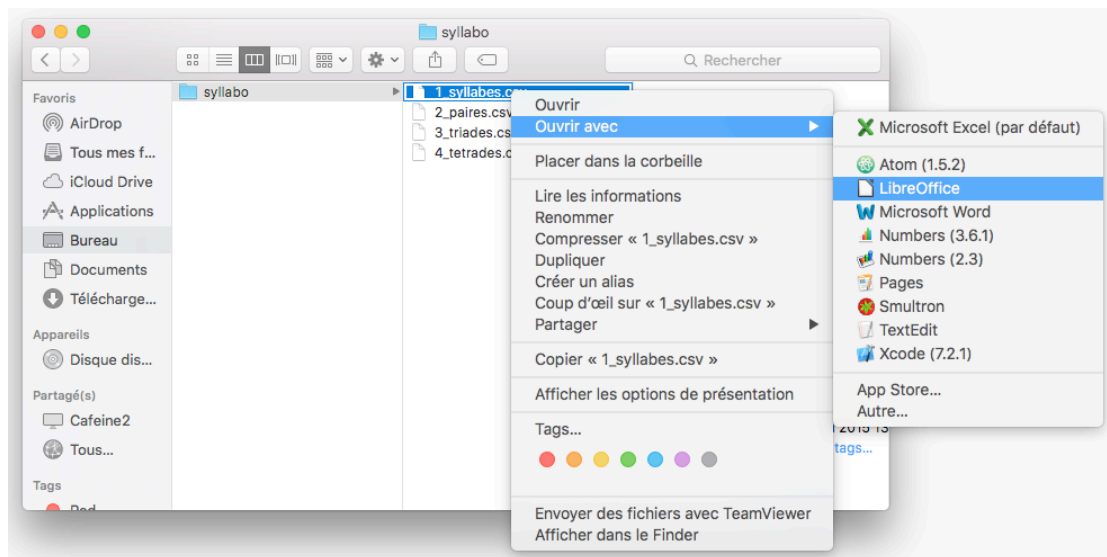 syllabo
Rechercher
Favoris
AirDrop
Tous mes f...
iCloud Drive
Applications
Bureau
Documents
Télécharge...
Appareils
Disque dis...
Partagé(s)
Cafeine2
Tous...
Tags
syllabo
1_syllabes.csv
2_paires.csv
3_triades.cs
4_tetrades.c
Ouvrir
Ouvrir avec
Placer dans la corbeille
Lire les informations
Renommer
Compresser « 1_syllabes.csv »
Dupliquer
Créer un alias
Coup d’œil sur « 1_syllabes.csv »
Partager
Copier « 1_syllabes.csv »
Afficher les options de présentation
Tags...
Envoyer des fichiers avec TeamViewer
Afficher dans le Finder
Microsoft Excel (par défaut)
Atom (1.5.2)
LibreOffice
Microsoft Word
Numbers (3.6.1)
Numbers (2.3)
Pages
Smultron
TextEdit
Xcode (7.2.1)
App Store...
Autre...
2015 13
tags...